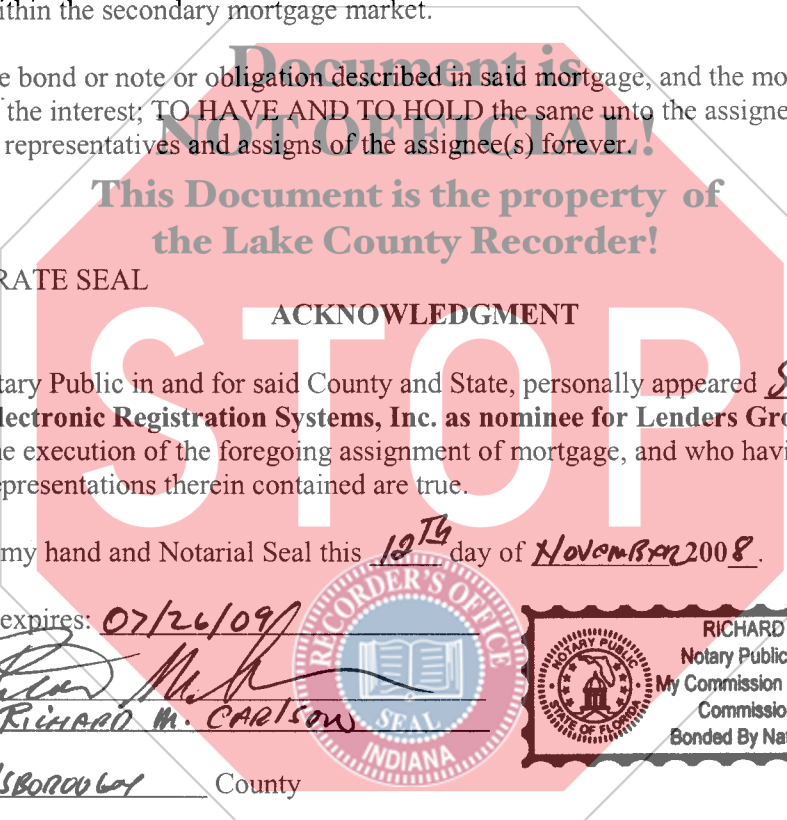 ithin the secondary mortgage market.
Document is
e bond or note or obligation described in said mortgage, and the mo
the interest; TO HAVE AND TO HOLD the same unto the assigne
NOT OFFICIAL!
representatives and assigns of the assignee(s) forever.
This Document is the property of
the Lake County Recorder!
RATE SEAL
ACKNOWLEDGMENT
STOP
tary Public in and for said County and State, personally appeared S
lectronic Registration Systems, Inc. as nominee for Lenders Gro
e execution of the foregoing assignment of mortgage, and who havi
epresentations therein contained are true.
my hand and Notarial Seal this 12th day of November 2008.
expires: 07/26/09
RICHARD M. CARLSON
SBOROUGH County
RECORDER'S OFFICE
SEAL
INDIANA
NOTARY PUBLIC
STATE OF FLORIDA
RICHARD
Notary Public
My Commission
Commissio
Bonded By Nat